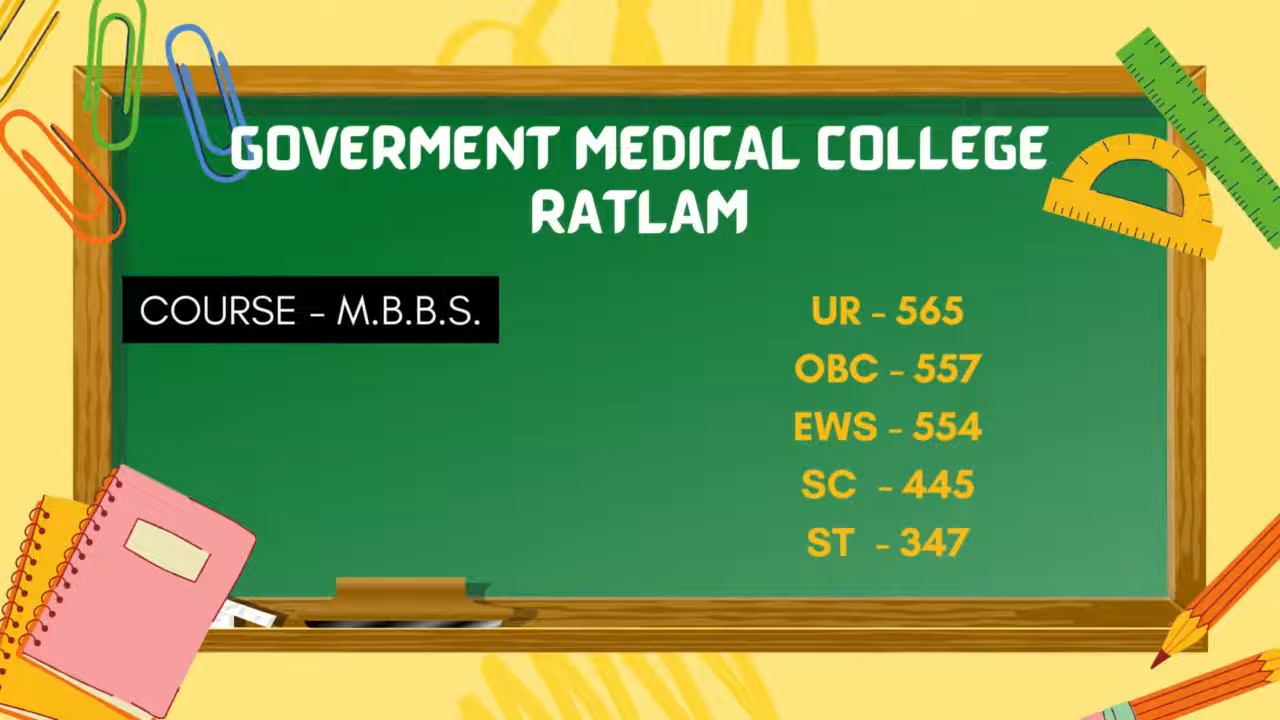 GOVERMENT MEDICAL COLLEGE
RATLAM
COURSE - M.B.B.S.
UR - 565
OBC - 557
EWS - 554
SC - 445
ST - 347